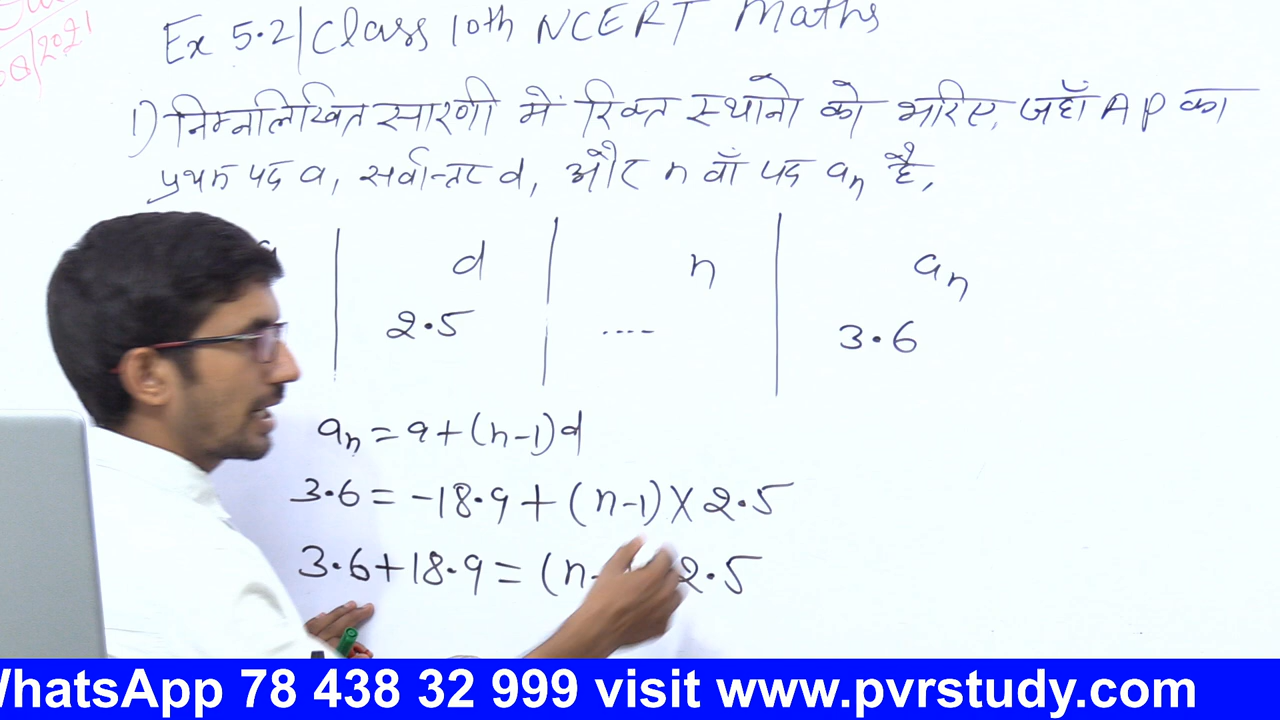 08/2021
Ex 5.2/Class 10th NCERT Maths
1) निम्नलिखित सारणी में रिक्त स्थानो को भरिए, जहाँ AP का
प्रथम पद a, सर्वान्तर d, और n वाँ पद an है,
d n an
2.5 .... 3.6
an = a+(n-1)d
3.6 = -18.9 + (n-1) X 2.5
3.6+18.9 = (n- 2.5
WhatsApp 78 438 32 999 visit www.pvrstudy.com